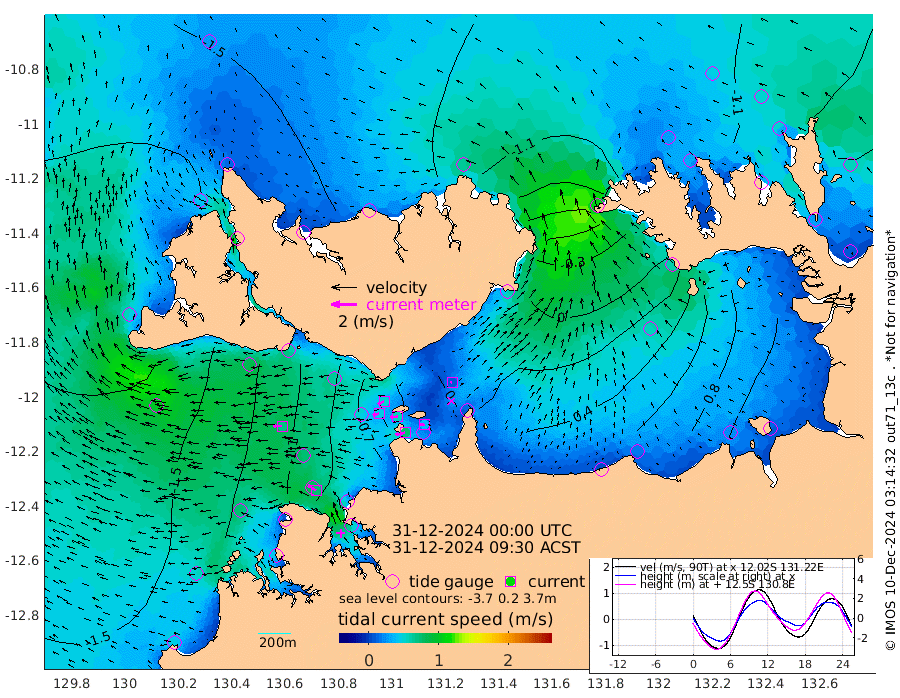 -10.8
-11
-11.2
-11.4
-11.6
-11.8
-12
-12.2
-12.4
-12.6
-12.8
129.8 130 130.2 130.4 130.6 130.8 131 131.2 131.4 131.6 131.8 132 132.2 132.4 132.6
-1.5
-1.1
1.1
-0.3
0
0.4
0.8
-1.5
velocity
current meter
2 (m/s)
31-12-2024 00:00 UTC
31-12-2024 09:30 ACST
tide gauge
current
sea level contours: -3.7 0.2 3.7m
tidal current speed (m/s)
0 1 2
200m
vel (m/s, 90T) at x 12.02S 131.22E
height (m, scale at right) at x
height (m) at + 12.5S 130.8E
2
1
0
-1
6
4
2
0
-2
-12 -6 0 6 12 18 24
© IMOS 10-Dec-2024 03:14:32 out71_13c . *Not for navigation*